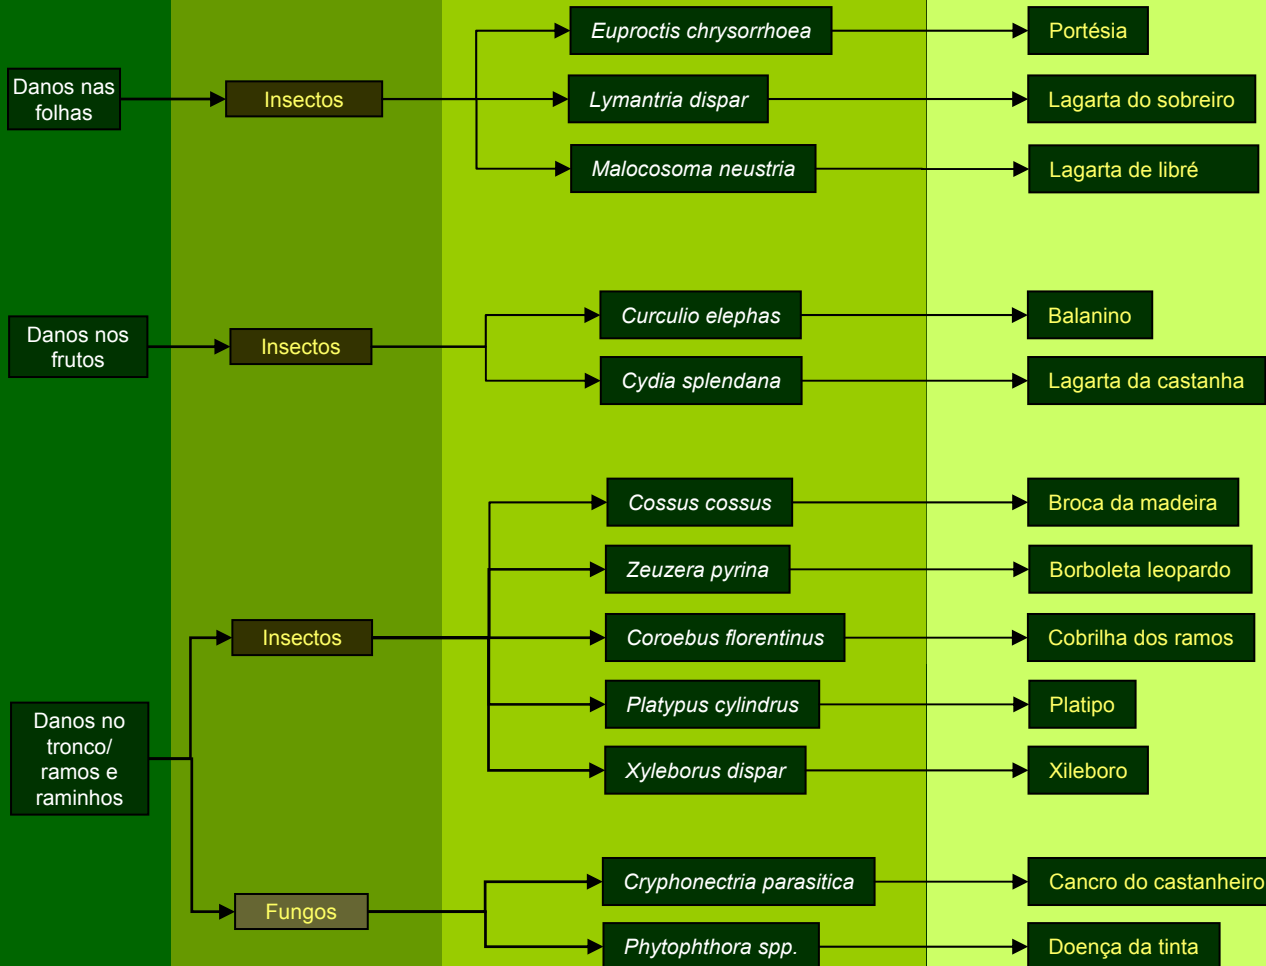 Danos nas
folhas
Insectos
Euproctis chrysorrhoea
Portésia
Lymantria dispar
Lagarta do sobreiro
Malocosoma neustria
Lagarta de libré
Danos nos
frutos
Insectos
Curculio elephas
Balanino
Cydia splendana
Lagarta da castanha
Danos no
tronco/
ramos e
raminhos
Insectos
Cossus cossus
Broca da madeira
Zeuzera pyrina
Borboleta leopardo
Coroebus florentinus
Cobrilha dos ramos
Platypus cylindrus
Platipo
Xyleborus dispar
Xileboro
Fungos
Cryphonectria parasitica
Cancro do castanheiro
Phytophthora spp.
Doença da tinta